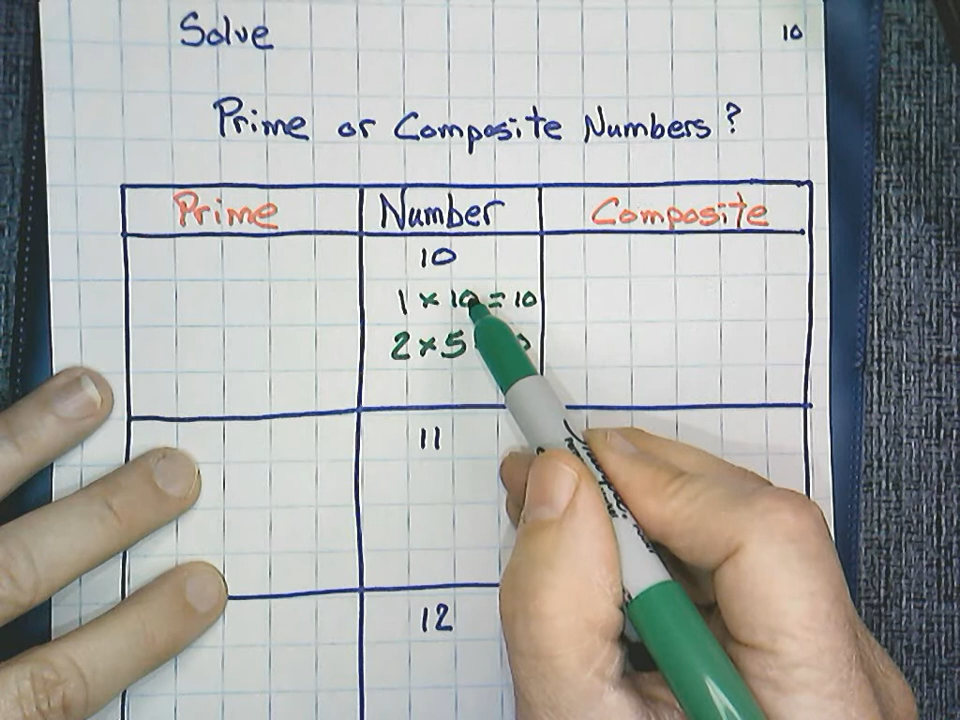 Solve 10
Prime or Composite Numbers?
Prime Number Composite
10
1 × 10 = 10
2 × 5
11
12